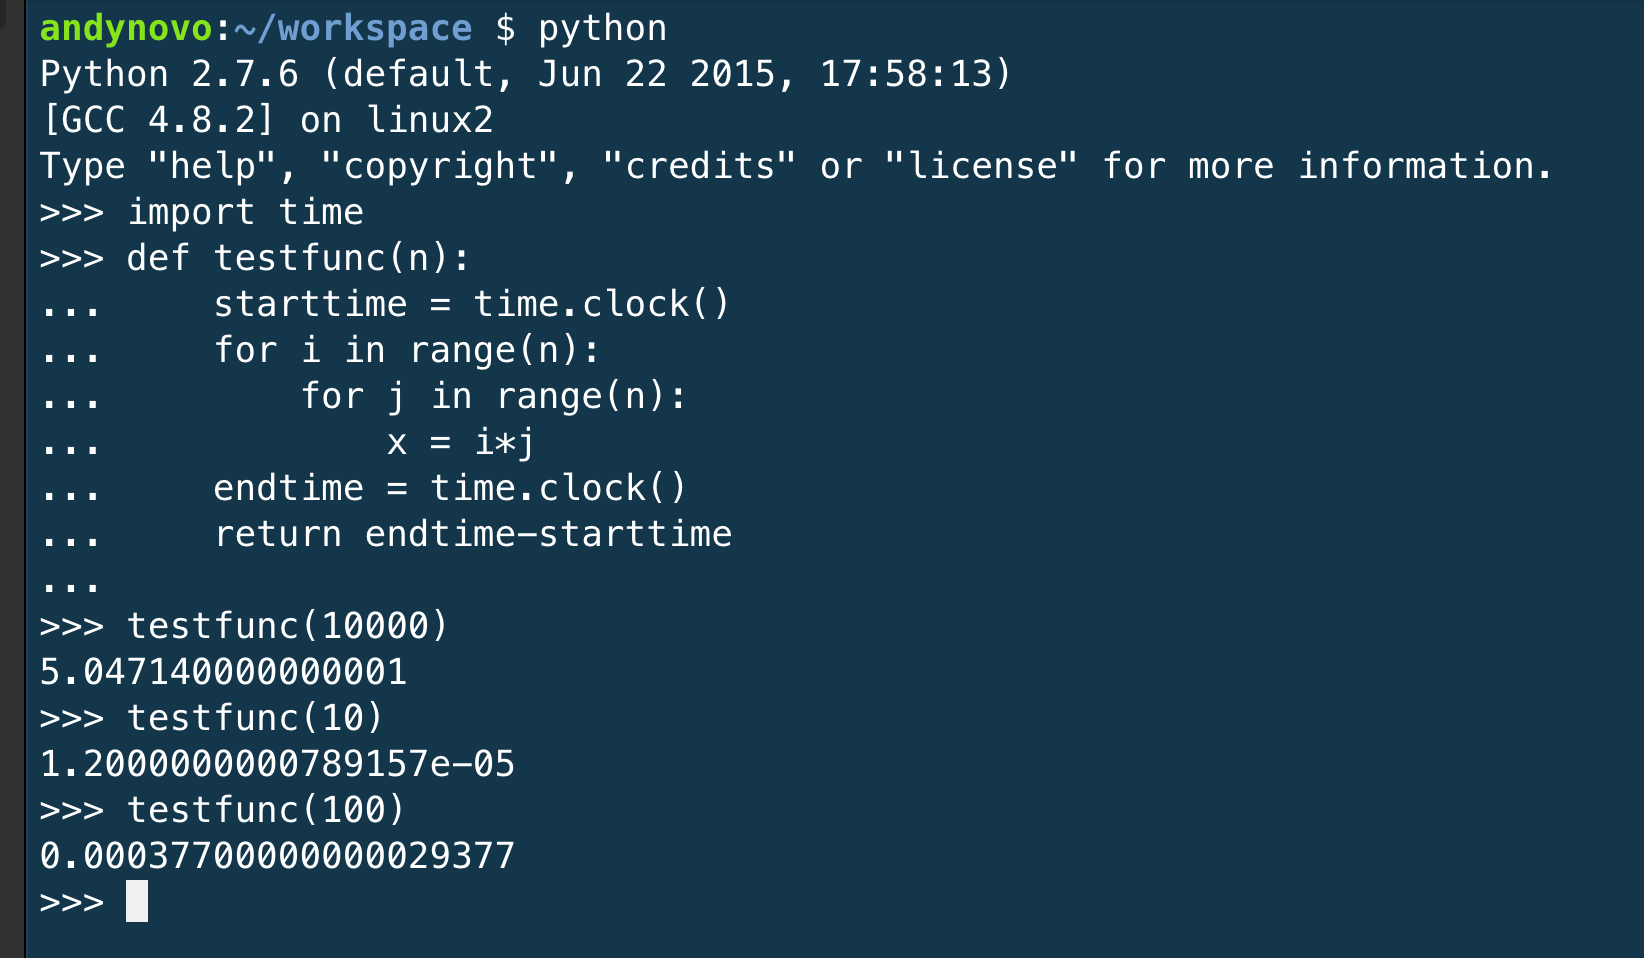 andynovo:~/workspace $ python
Python 2.7.6 (default, Jun 22 2015, 17:58:13)
[GCC 4.8.2] on linux2
Type "help", "copyright", "credits" or "license" for more information.
>>> import time
>>> def testfunc(n):
...     starttime = time.clock()
...     for i in range(n):
...         for j in range(n):
...             x = i*j
...     endtime = time.clock()
...     return endtime-starttime
...
>>> testfunc(10000)
5.047140000000001
>>> testfunc(10)
1.2000000000789157e-05
>>> testfunc(100)
0.00037700000000029377
>>>